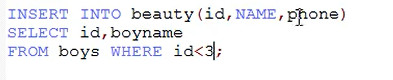 INSERT INTO beauty(id,NAME,phone)
SELECT id,boyname
FROM boys WHERE id<3;